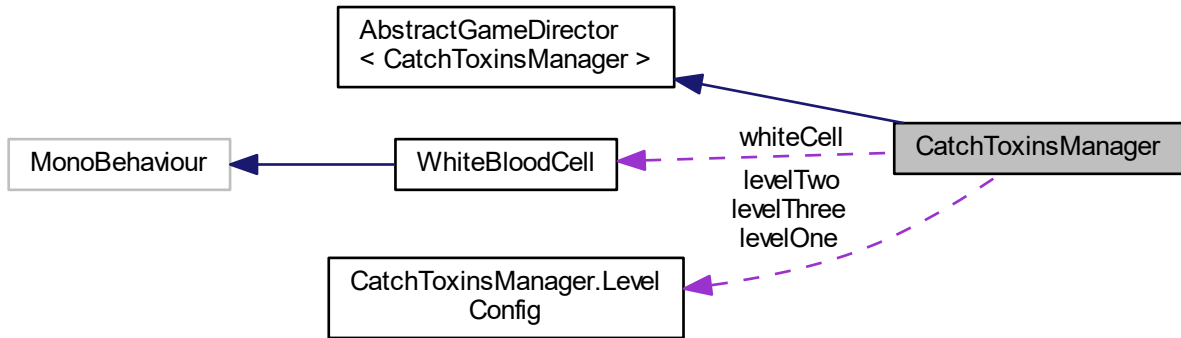 AbstractGameDirector
< CatchToxinsManager >
MonoBehaviour
WhiteBloodCell
whiteCell
CatchToxinsManager
levelTwo
levelThree
levelOne
CatchToxinsManager.Level
Config